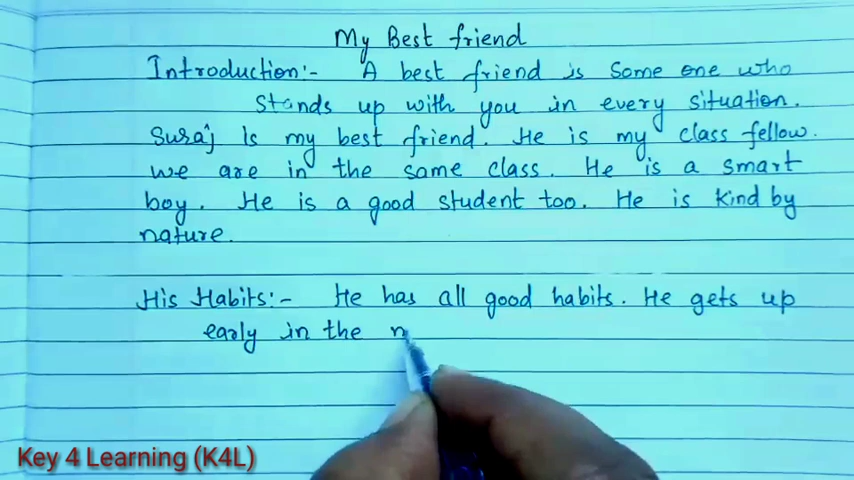 My Best friend
Introduction:- A best friend is some one who
stands up with you in every situation.
Suraj is my best friend. He is my class fellow.
we are in the same class. He is a smart
boy. He is a good student too. He is kind by
nature.
His Habits:- He has all good habits. He gets up
early in the
Key 4 Learning (K4L)